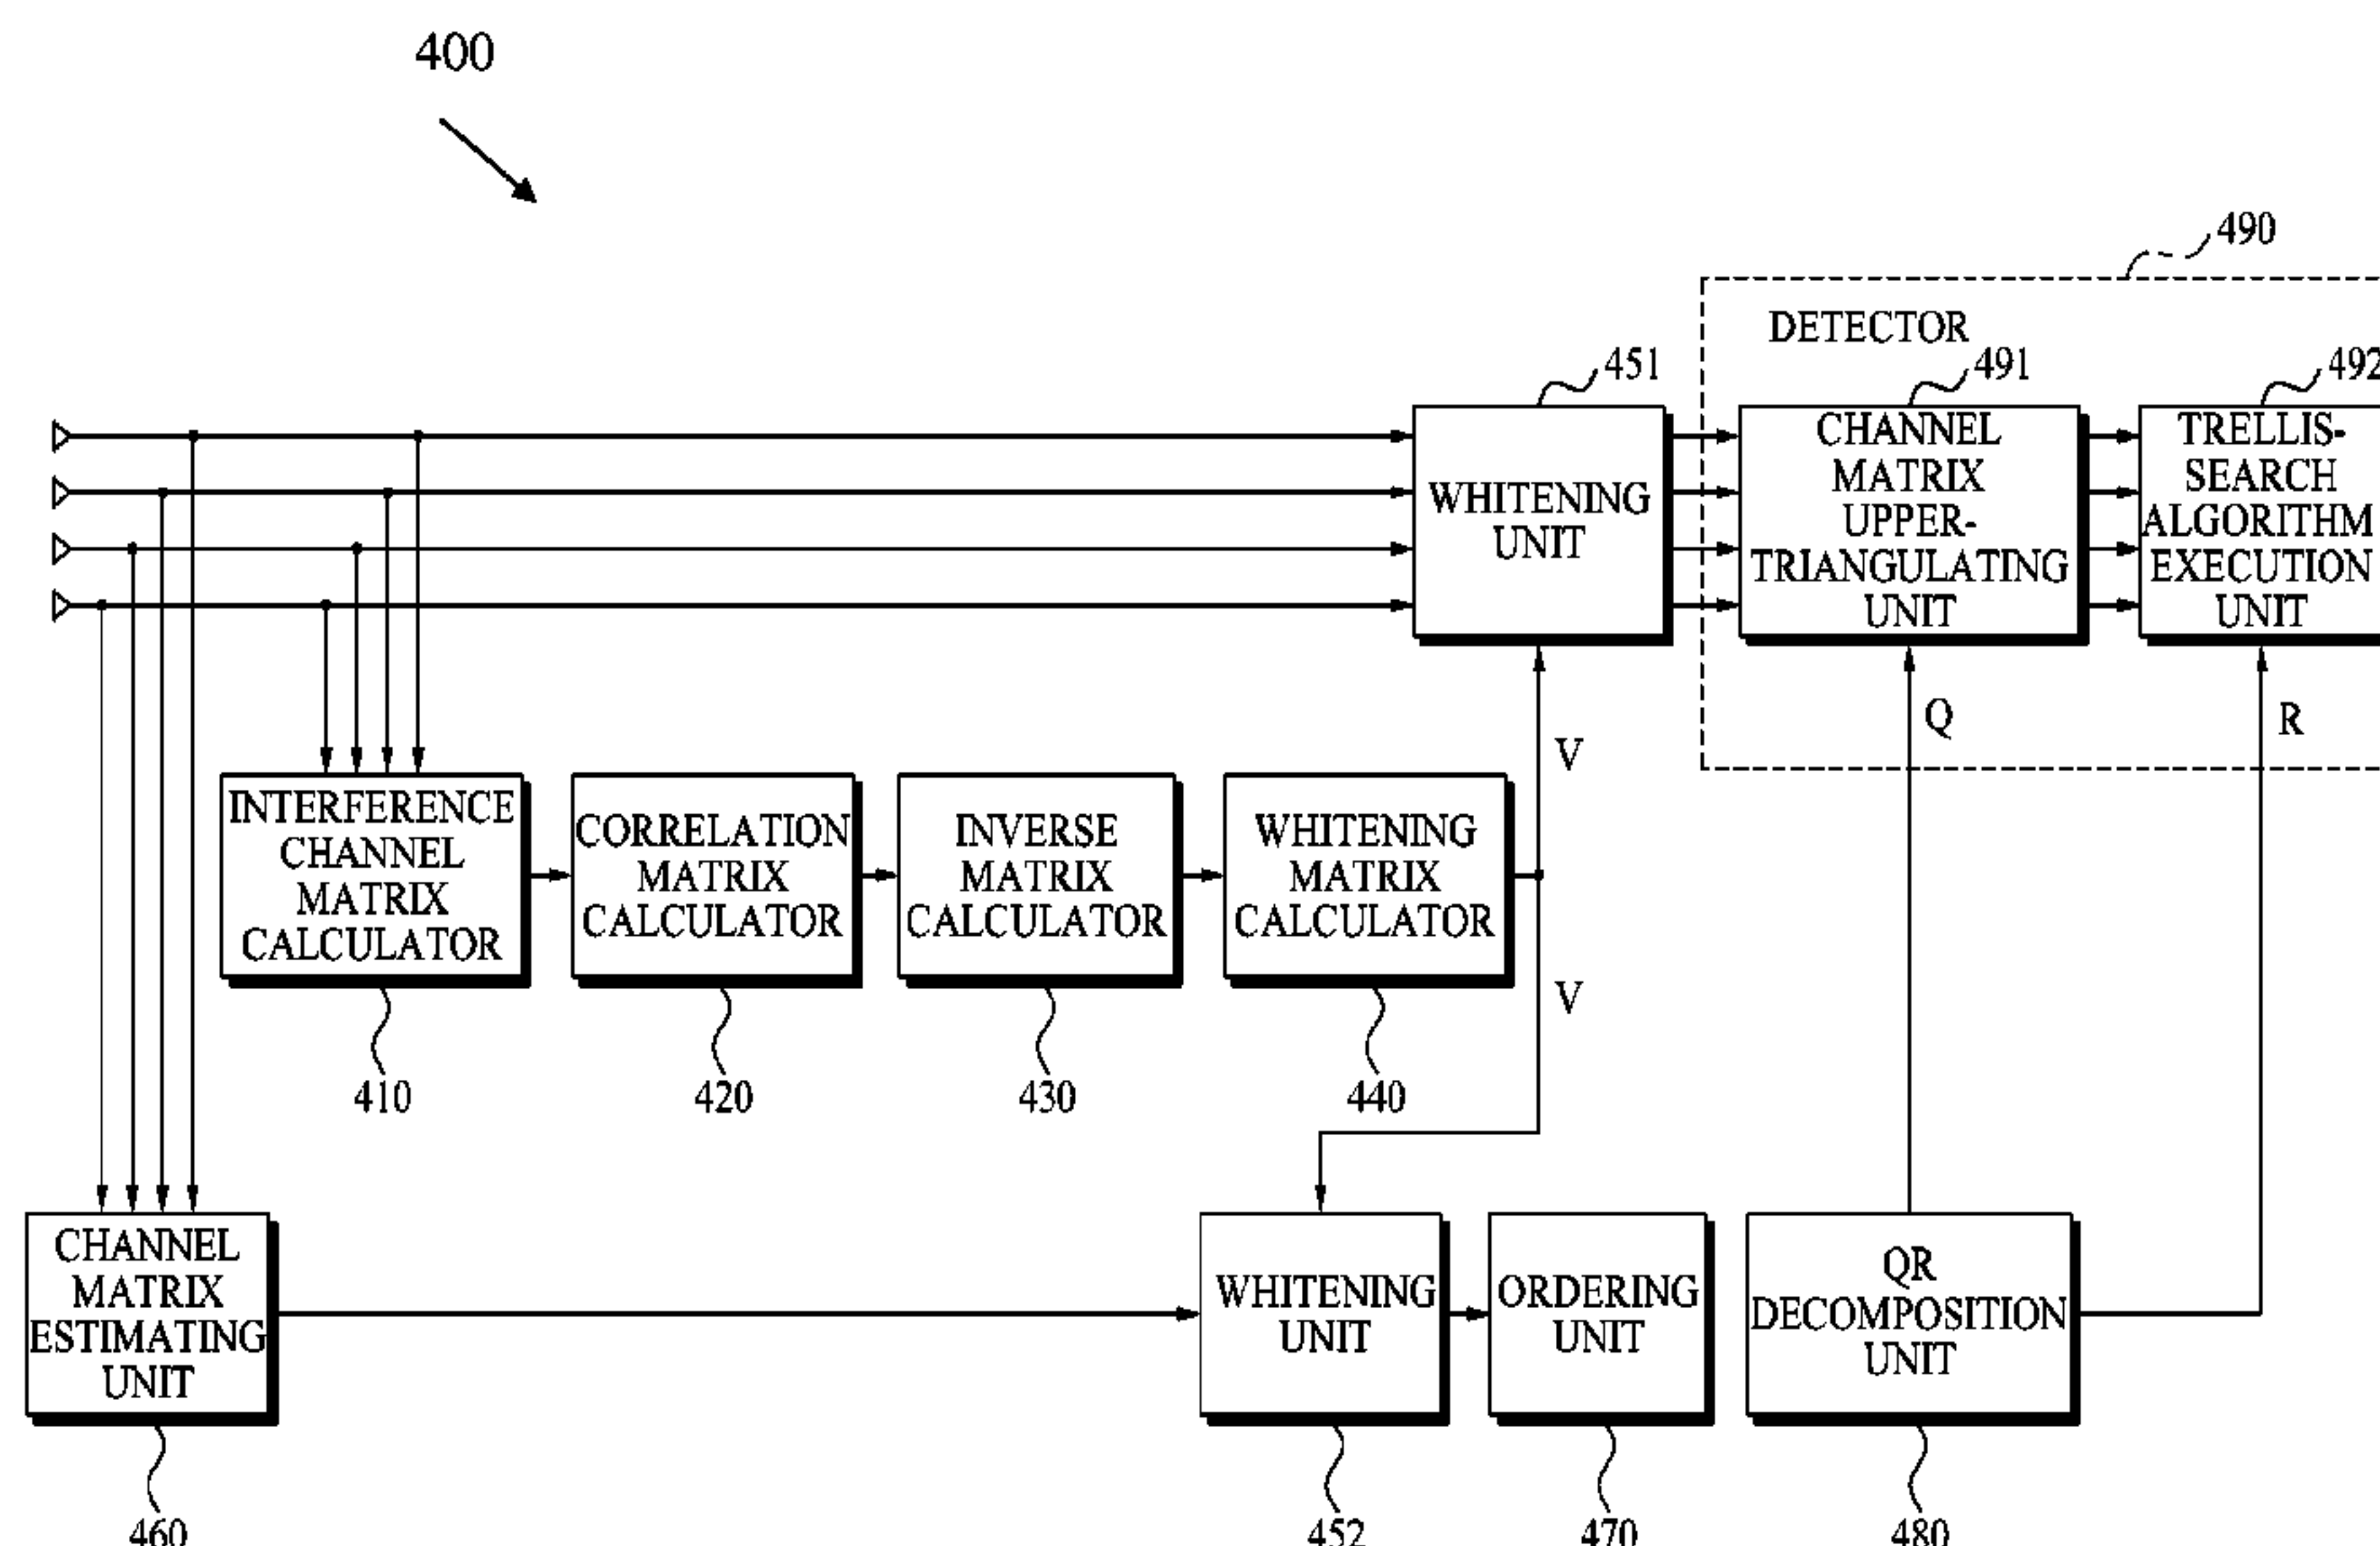 400
490
DETECTOR
451
491
492
WHITENING
UNIT
CHANNEL
MATRIX
UPPER-
TRIANGULATING
UNIT
TRELLIS-
SEARCH
ALGORITHM
EXECUTION
UNIT
V
Q
R
INTERFERENCE
CHANNEL
MATRIX
CALCULATOR
CORRELATION
MATRIX
CALCULATOR
INVERSE
MATRIX
CALCULATOR
WHITENING
MATRIX
CALCULATOR
V
410
420
430
440
CHANNEL
MATRIX
ESTIMATING
UNIT
WHITENING
UNIT
ORDERING
UNIT
QR
DECOMPOSITION
UNIT
460
452
470
480